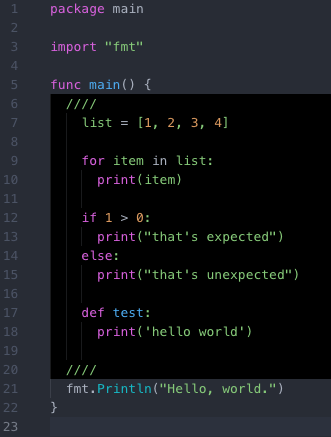 1 package main
2
3 import "fmt"
4
5 func main() {
6   ////
7     list = [1, 2, 3, 4]
8
9     for item in list:
10       print(item)
11
12     if 1 > 0:
13       print("that's expected")
14     else:
15       print("that's unexpected")
16
17     def test:
18       print('hello world')
19
20   ////
21   fmt.Println("Hello, world.")
22 }
23